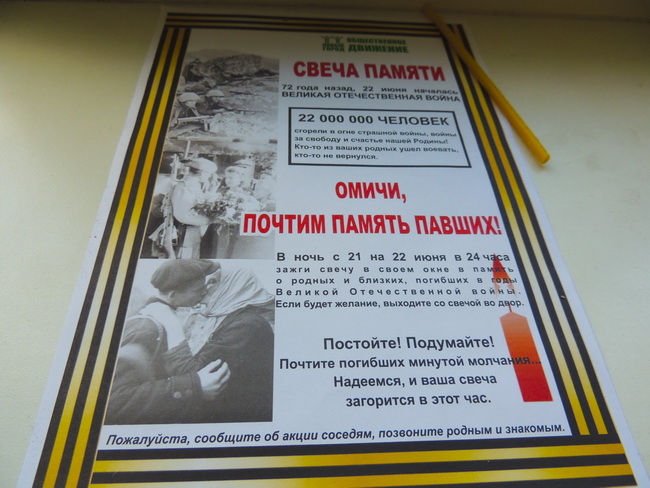 ОБЩЕСТВЕННОЕ
ГОРОД ДВИЖЕНИЕ
СВЕЧА ПАМЯТИ
72 года назад, 22 июня началась
ВЕЛИКАЯ ОТЕЧЕСТВЕННАЯ ВОЙНА
22 000 000 ЧЕЛОВЕК
сгорели в огне страшной войны, войны
за свободу и счастье нашей Родины!
Кто-то из ваших родных ушел воевать,
кто-то не вернулся.
ОМИЧИ,
ПОЧТИМ ПАМЯТЬ ПАВШИХ!
В ночь с 21 на 22 июня в 24 часа
зажги свечу в своем окне в память
о родных и близких, погибших в годы
Великой Отечественной войны.
Если будет желание, выходите со свечой во двор.
Постойте! Подумайте!
Почтите погибших минутой молчания...
Надеемся, и ваша свеча
загорится в этот час.
Пожалуйста, сообщите об акции соседям, позвоните родным и знакомым.